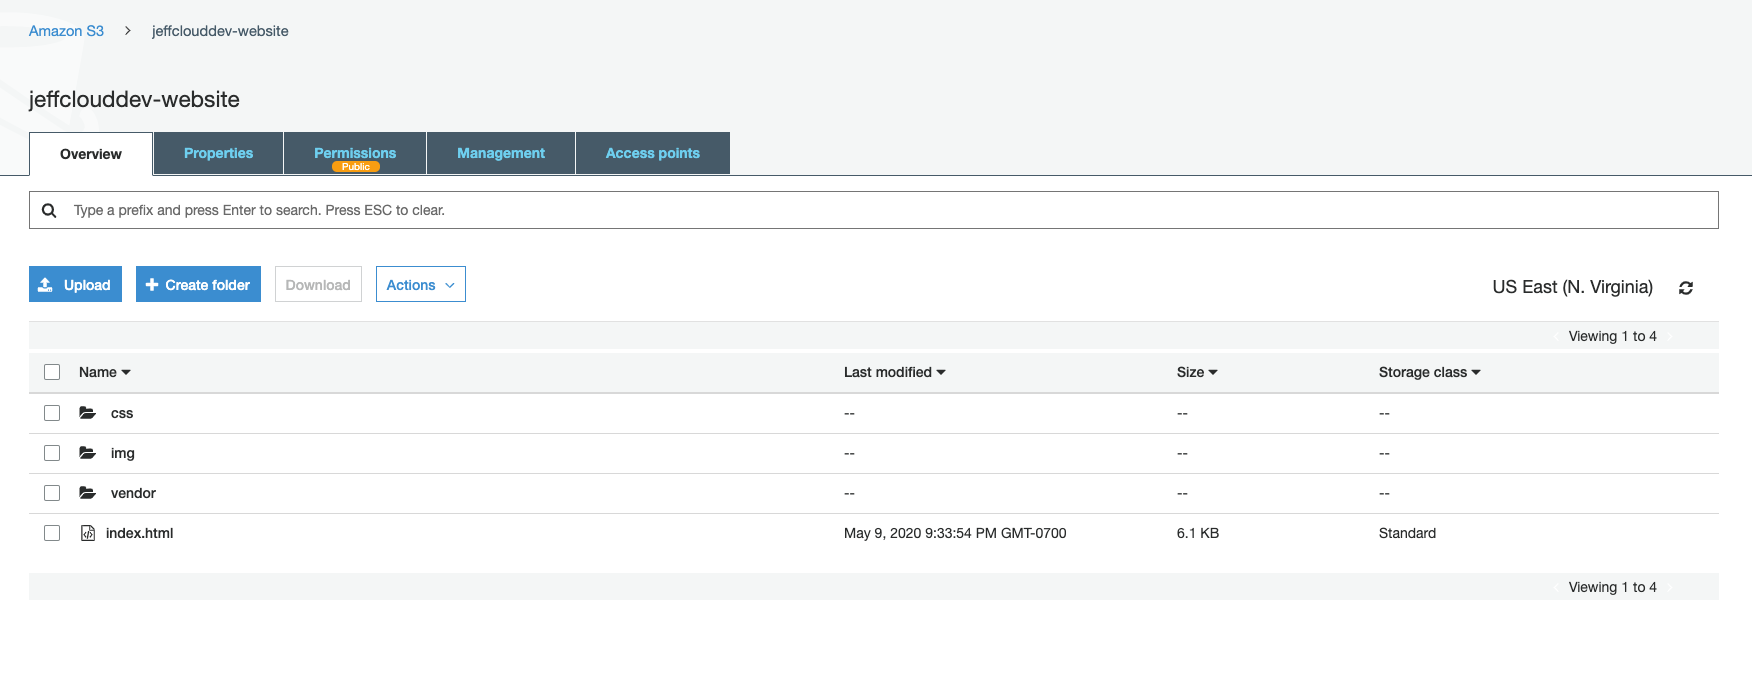 Amazon S3 > jeffclouddev-website
jeffclouddev-website
Overview Properties Permissions Management Access points
Public
Type a prefix and press Enter to search. Press ESC to clear.
Upload + Create folder Download Actions US East (N. Virginia)
Viewing 1 to 4
Name Last modified Size Storage class
css -- -- --
img -- -- --
vendor -- -- --
index.html May 9, 2020 9:33:54 PM GMT-0700 6.1 KB Standard
Viewing 1 to 4